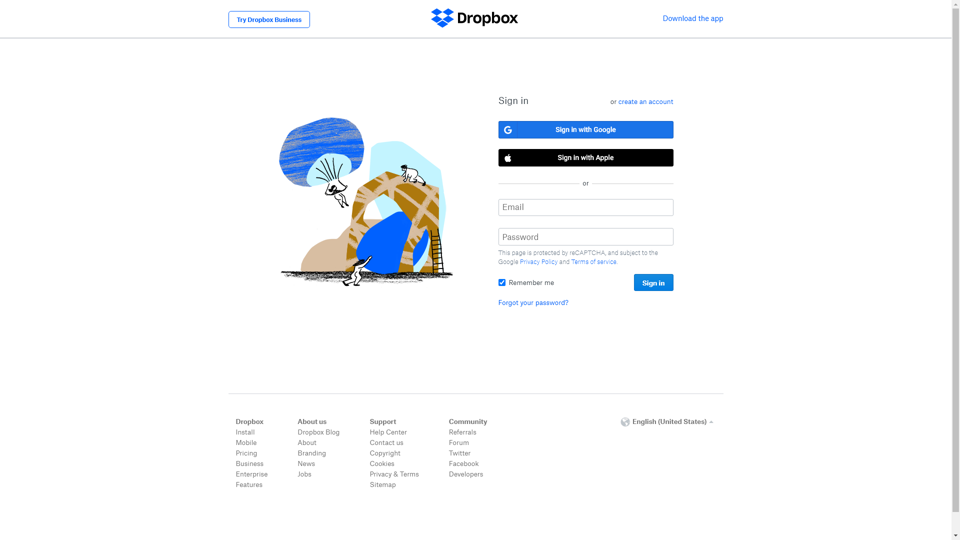 Try Dropbox Business
Dropbox
Download the app
Sign in
or create an account
Sign in with Google
Sign in with Apple
or
Email
Password
This page is protected by reCAPTCHA, and subject to the
Google Privacy Policy and Terms of service.
Remember me
Sign in
Forgot your password?
Dropbox
Install
Mobile
Pricing
Business
Enterprise
Features
About us
Dropbox Blog
About
Branding
News
Jobs
Support
Help Center
Contact us
Copyright
Cookies
Privacy & Terms
Sitemap
Community
Referrals
Forum
Twitter
Facebook
Developers
English (United States)